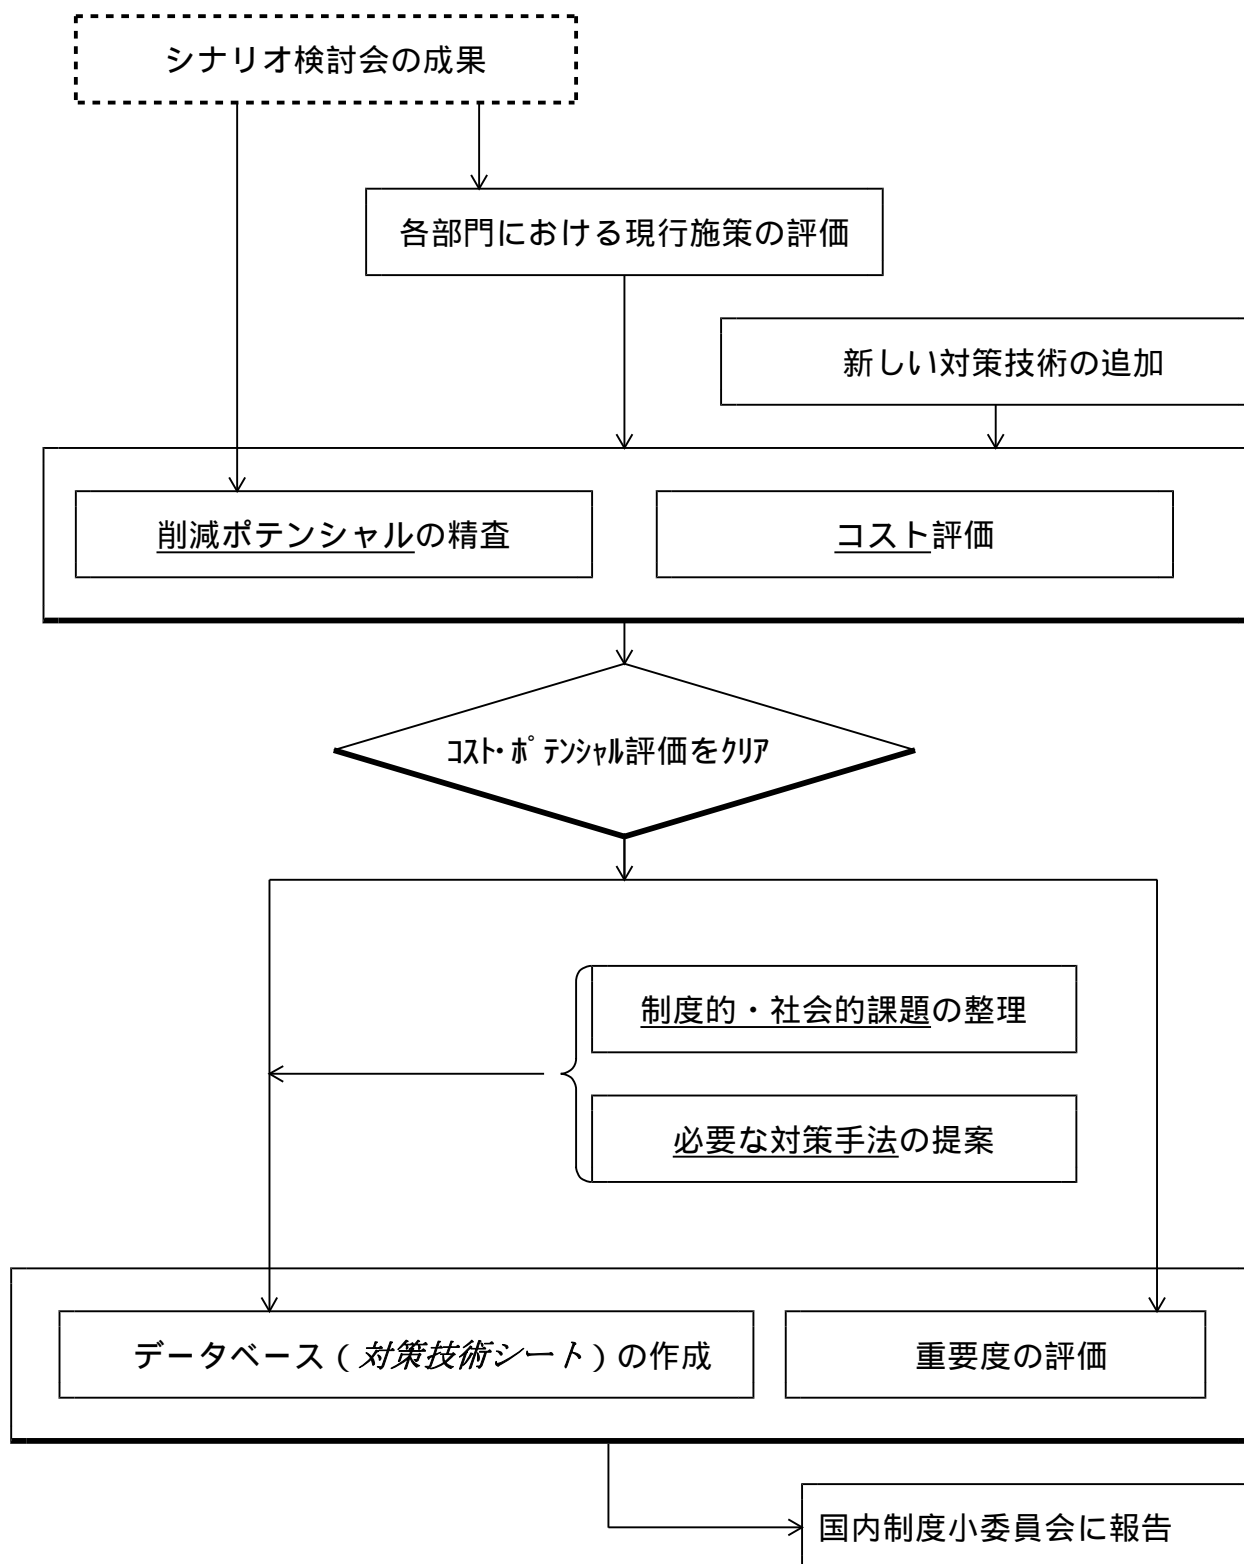 シナリオ検討会の成果
各部門における現行施策の評価
新しい対策技術の追加
削減ポテンシャルの精査
コスト評価
ｺｽﾄ･ﾎﾟﾃﾝｼｬﾙ評価をｸﾘｱ
制度的・社会的課題の整理
必要な対策手法の提案
データベース（対策技術シート）の作成
重要度の評価
国内制度小委員会に報告